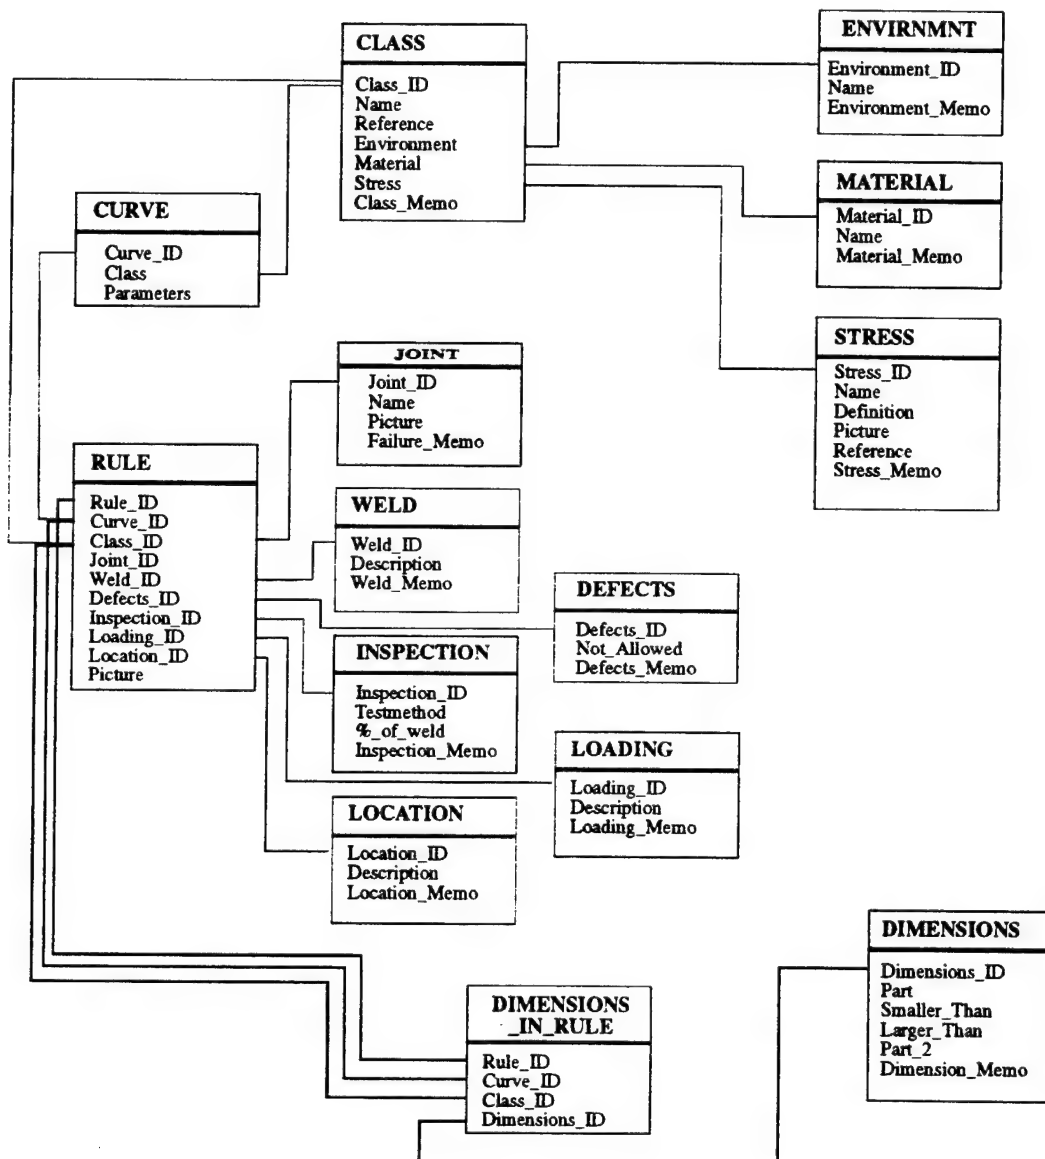 CLASS
Class_ID
Name
Reference
Environment
Material
Stress
Class_Memo
ENVIRNMNT
Environment_ID
Name
Environment_Memo
MATERIAL
Material_ID
Name
Material_Memo
CURVE
Curve_ID
Class
Parameters
STRESS
Stress_ID
Name
Definition
Picture
Reference
Stress_Memo
JOINT
Joint_ID
Name
Picture
Failure_Memo
RULE
Rule_ID
Curve_ID
Class_ID
Joint_ID
Weld_ID
Defects_ID
Inspection_ID
Loading_ID
Location_ID
Picture
WELD
Weld_ID
Description
Weld_Memo
DEFECTS
Defects_ID
Not_Allowed
Defects_Memo
INSPECTION
Inspection_ID
Testmethod
%_of_weld
Inspection_Memo
LOADING
Loading_ID
Description
Loading_Memo
LOCATION
Location_ID
Description
Location_Memo
DIMENSIONS
Dimensions_ID
Part
Smaller_Than
Larger_Than
Part_2
Dimension_Memo
DIMENSIONS
_IN_RULE
Rule_ID
Curve_ID
Class_ID
Dimensions_ID